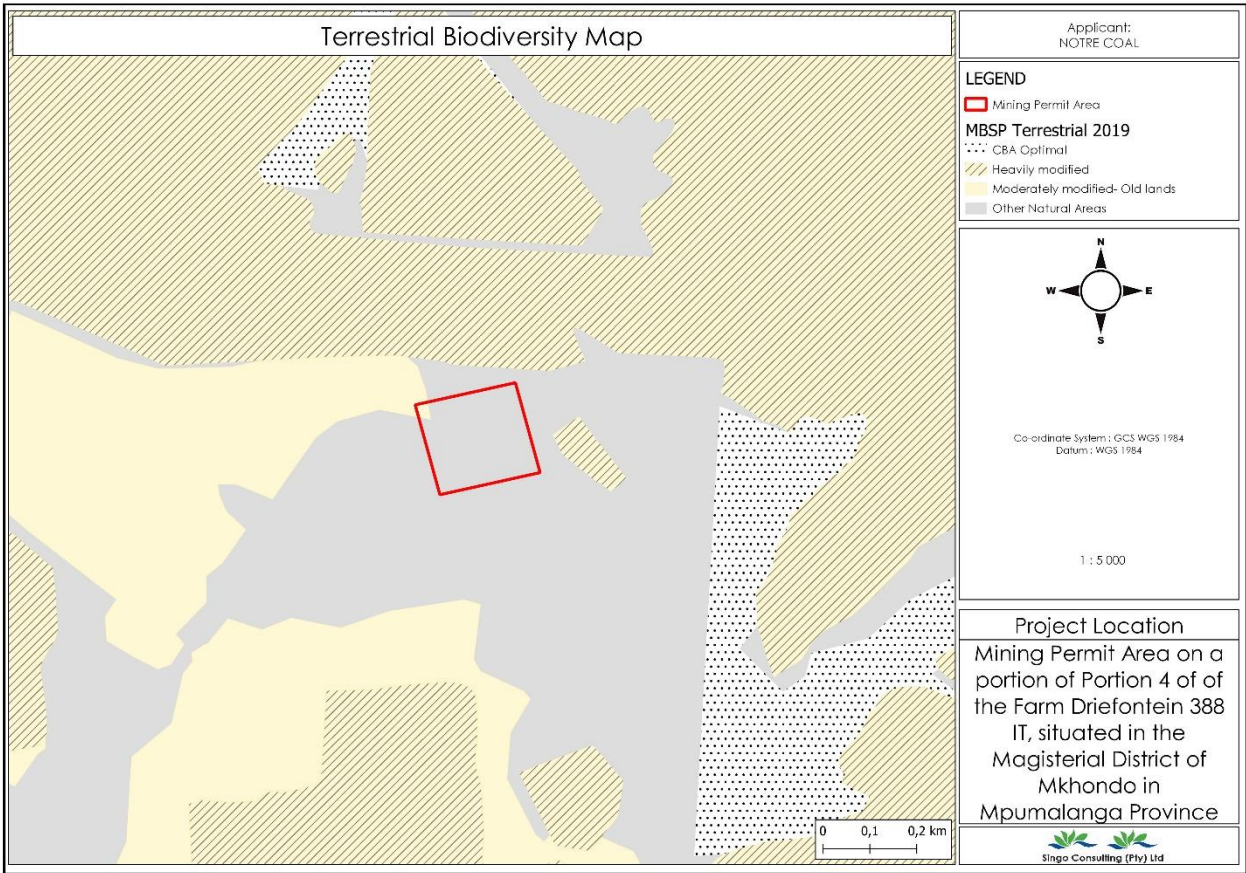 Terrestrial Biodiversity Map
Applicant:
NOTRE COAL
LEGEND
Mining Permit Area
MBSP Terrestrial 2019
CBA Optimal
Heavily modified
Moderately modified- Old lands
Other Natural Areas
N
W E
S
Co-ordinate System : GCS WGS 1984
Datum : WGS 1984
1 : 5 000
Project Location
Mining Permit Area on a
portion of Portion 4 of of
the Farm Driefontein 388
IT, situated in the
Magisterial District of
Mkhondo in
Mpumalanga Province
0 0,1 0,2 km
Singo Consulting (Pty) Ltd